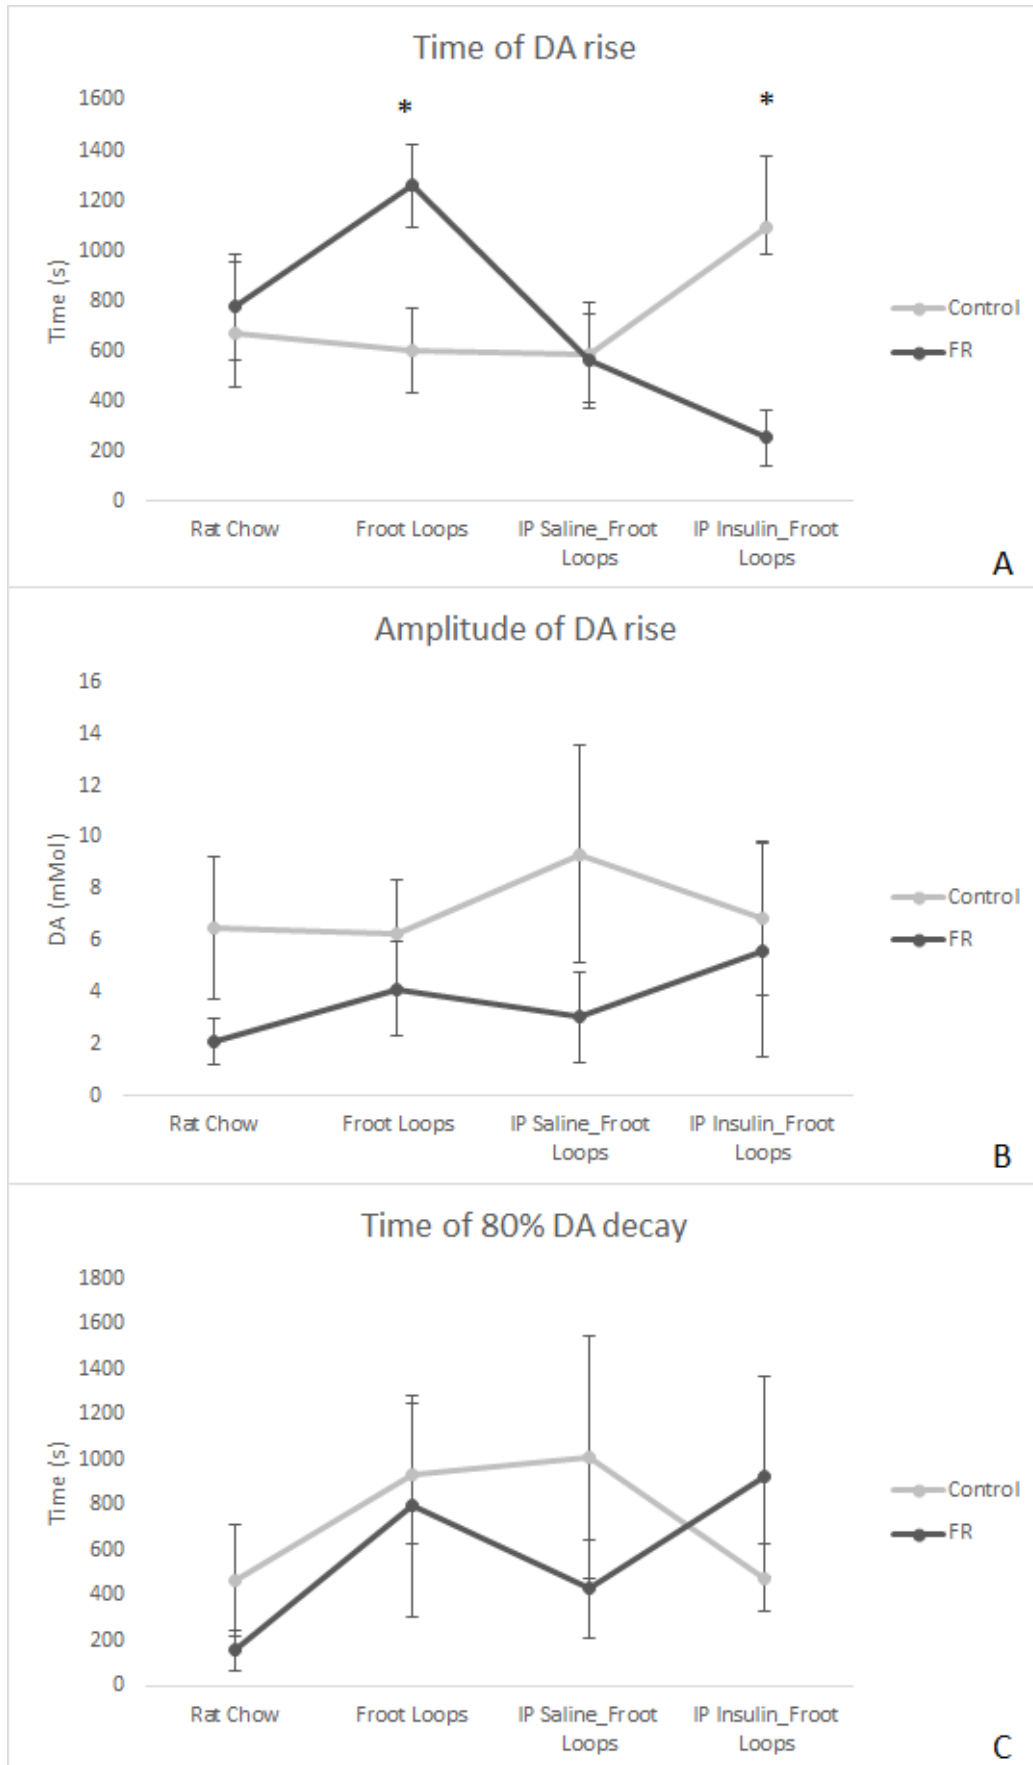 Time of DA rise
1600
1400
1200
1000
800
600
400
200
0
Time (s)
*
*
Control
FR
Rat Chow
Froot Loops
IP Saline_Froot
Loops
IP Insulin_Froot
Loops
A
Amplitude of DA rise
16
14
12
10
8
6
4
2
0
DA (mMol)
Control
FR
Rat Chow
Froot Loops
IP Saline_Froot
Loops
IP Insulin_Froot
Loops
B
Time of 80% DA decay
1800
1600
1400
1200
1000
800
600
400
200
0
Time (s)
Control
FR
Rat Chow
Froot Loops
IP Saline_Froot
Loops
IP Insulin_Froot
Loops
C